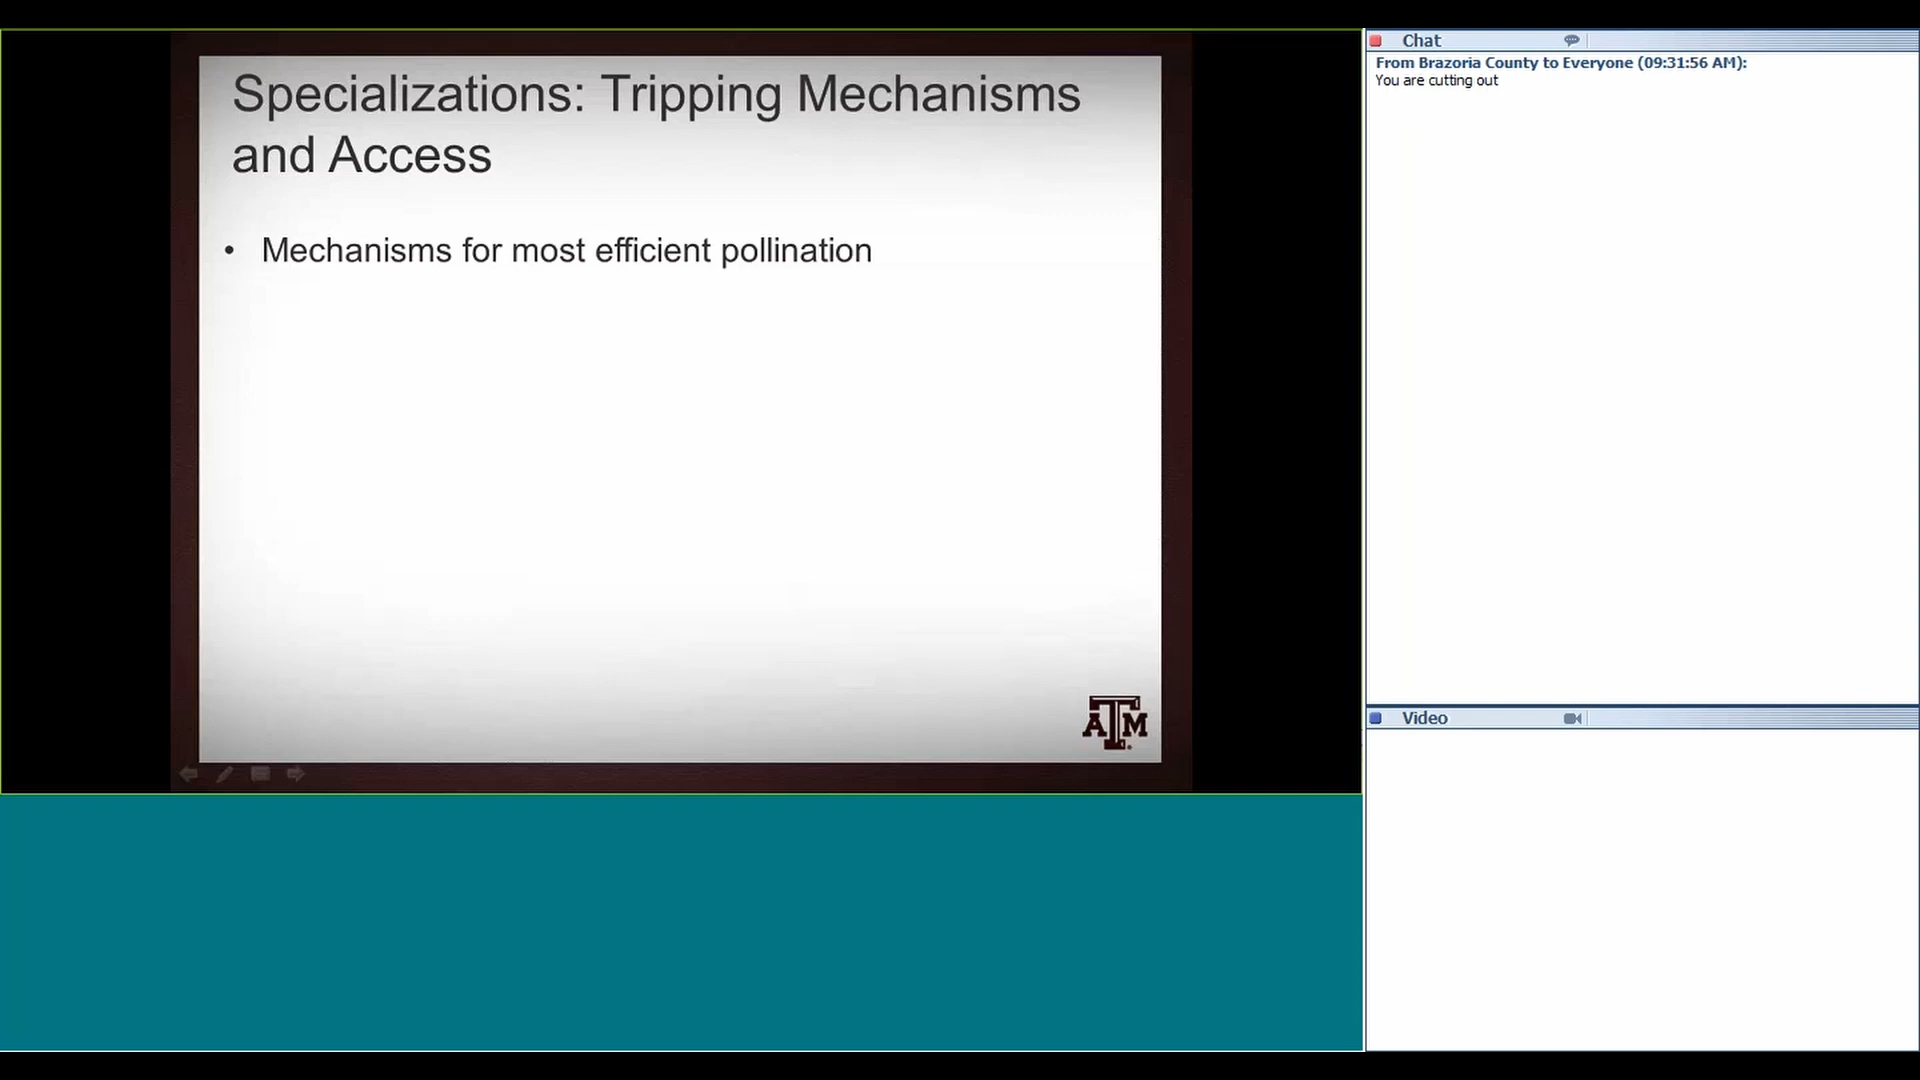 Specializations: Tripping Mechanisms
and Access
• Mechanisms for most efficient pollination
ATM
Chat
From Brazoria County to Everyone (09:31:56 AM):
You are cutting out
Video